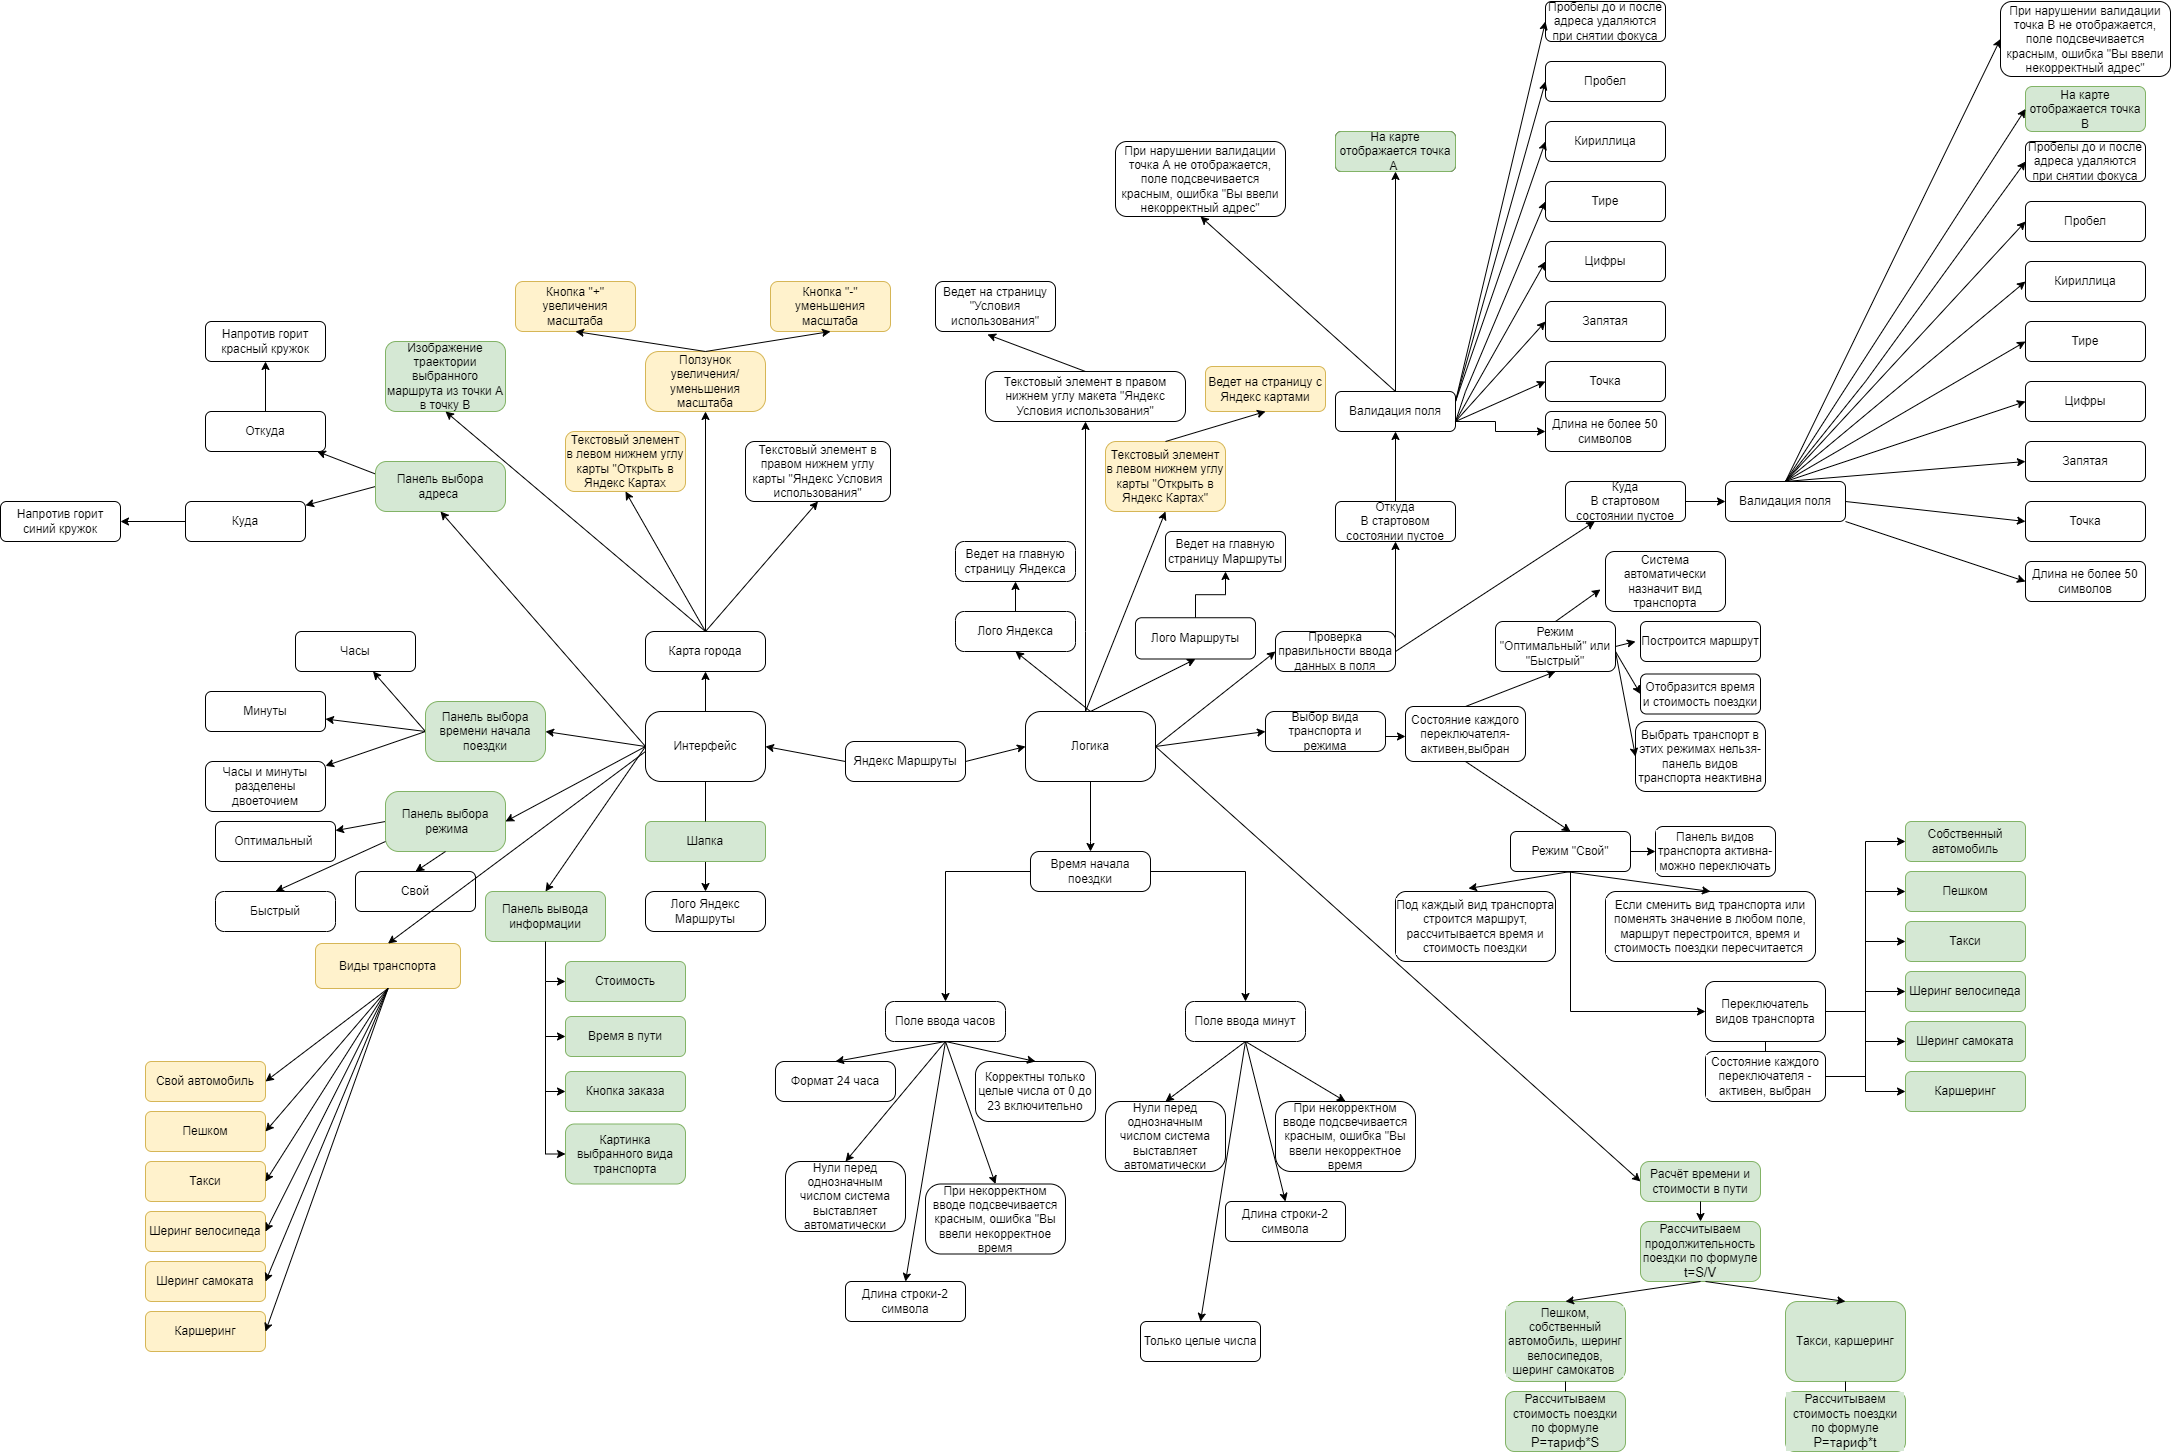 Пробелы до и после
адреса удаляются
при снятии фокуса
Пробел
Кириллица
Тире
Цифры
Запятая
Точка
Длина не более 50
символов
При нарушении валидации
точка В не отображается,
поле подсвечивается
красным, ошибка "Вы ввели
некорректный адрес"
На карте
отображается точка
В
Пробелы до и после
адреса удаляются
при снятии фокуса
Пробел
Кириллица
Тире
Цифры
Запятая
Точка
Длина не более 50
символов
При нарушении валидации
точка А не отображается,
поле подсвечивается
красным, ошибка "Вы ввели
некорректный адрес"
На карте
отображается точка
А
Валидация поля
Откуда
В стартовом
состоянии пустое
Куда
В стартовом
состоянии пустое
Валидация поля
Кнопка "+"
увеличения
масштаба
Кнопка "-"
уменьшения
масштаба
Ведет на страницу
"Условия
использования"
Напротив горит
красный кружок
Изображение
траектории
выбранного
маршрута из точки А
в точку В
Ползунок
увеличения/
уменьшения
масштаба
Текстовый элемент в правом
нижнем углу макета "Яндекс
Условия использования"
Ведет на страницу с
Яндекс картами
Откуда
Текстовый элемент
в левом нижнем углу
карты "Открыть в
Яндекс Картах
Текстовый элемент в
правом нижнем углу
карты "Яндекс Условия
использования"
Текстовый элемент
в левом нижнем углу
карты "Открыть в
Яндекс Картах"
Панель выбора
адреса
Напротив горит
синий кружок
Куда
Ведет на главную
страницу Яндекса
Ведет на главную
страницу Маршруты
Лого Яндекса
Лого Маршруты
Проверка
правильности ввода
данных в поля
Карта города
Часы
Минуты
Часы и минуты
разделены
двоеточием
Панель выбора
времени начала
поездки
Интерфейс
Яндекс Маршруты
Логика
Выбор вида
транспорта и
режима
Состояние каждого
переключателя-
активен,выбран
Режим
"Оптимальный" или
"Быстрый"
Система
автоматически
назначит вид
транспорта
Построится маршрут
Отобразится время
и стоимость поездки
Выбрать транспорт в
этих режимах нельзя-
панель видов
транспорта неактивна
Панель выбора
режима
Оптимальный
Быстрый
Свой
Шапка
Лого Яндекс
Маршруты
Панель вывода
информации
Стоимость
Время в пути
Кнопка заказа
Картинка
выбранного вида
транспорта
Виды транспорта
Свой автомобиль
Пешком
Такси
Шеринг велосипеда
Шеринг самоката
Каршеринг
Время начала
поездки
Поле ввода часов
Формат 24 часа
Корректны только
целые числа от 0 до
23 включительно
Нули перед
однозначным
числом система
выставляет
автоматически
При некорректном
вводе подсвечивается
красным, ошибка "Вы
ввели некорректное
время
Длина строки-2
символа
Поле ввода минут
Нули перед
однозначным
числом система
выставляет
автоматически
При некорректном
вводе подсвечивается
красным, ошибка "Вы
ввели некорректное
время
Длина строки-2
символа
Только целые числа
Режим "Свой"
Панель видов
транспорта активна-
можно переключать
Под каждый вид транспорта
строится маршрут,
рассчитывается время и
стоимость поездки
Если сменить вид транспорта или
поменять значение в любом поле,
маршрут перестроится, время и
стоимость поездки пересчитается
Переключатель
видов транспорта
Состояние каждого
переключателя -
активен, выбран
Собственный
автомобиль
Пешком
Такси
Шеринг велосипеда
Шеринг самоката
Каршеринг
Расчёт времени и
стоимости в пути
Рассчитываем
продолжительность
поездки по формуле
t=S/V
Пешком,
собственный
автомобиль, шеринг
велосипедов,
шеринг самокатов
Такси, каршеринг
Рассчитываем
стоимость поездки
по формуле
P=тариф*S
Рассчитываем
стоимость поездки
по формуле
P=тариф*t